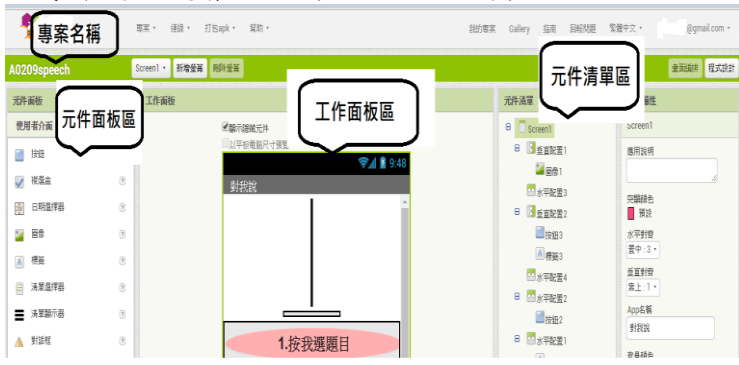 專案名稱
專案 連線 打包apk 幫助
我的專案 Gallery 指南 回報問題 繁體中文 @gmail.com
A0209speech
Screen1 新增螢幕 刪除螢幕
畫面編排 程式設計
元件面板
元件面板區
工作面板
工作面板區
元件清單
元件清單區
使用者介面
按鈕
複選盒
日期選擇器
圖像
標籤
清單選擇器
清單顯示器
對話框
顯示隱藏元件
以平板電腦尺寸預覽
9:48
對我說
1.按我選題目
Screen1
垂直配置1
圖像1
水平配置3
垂直配置2
按鈕3
標籤3
水平配置4
水平配置2
按鈕2
水平配置1
Screen1
應用說明
預設
水平對齊
置中:3
垂直對齊
靠上:1
App名稱
對我說
背景顏色